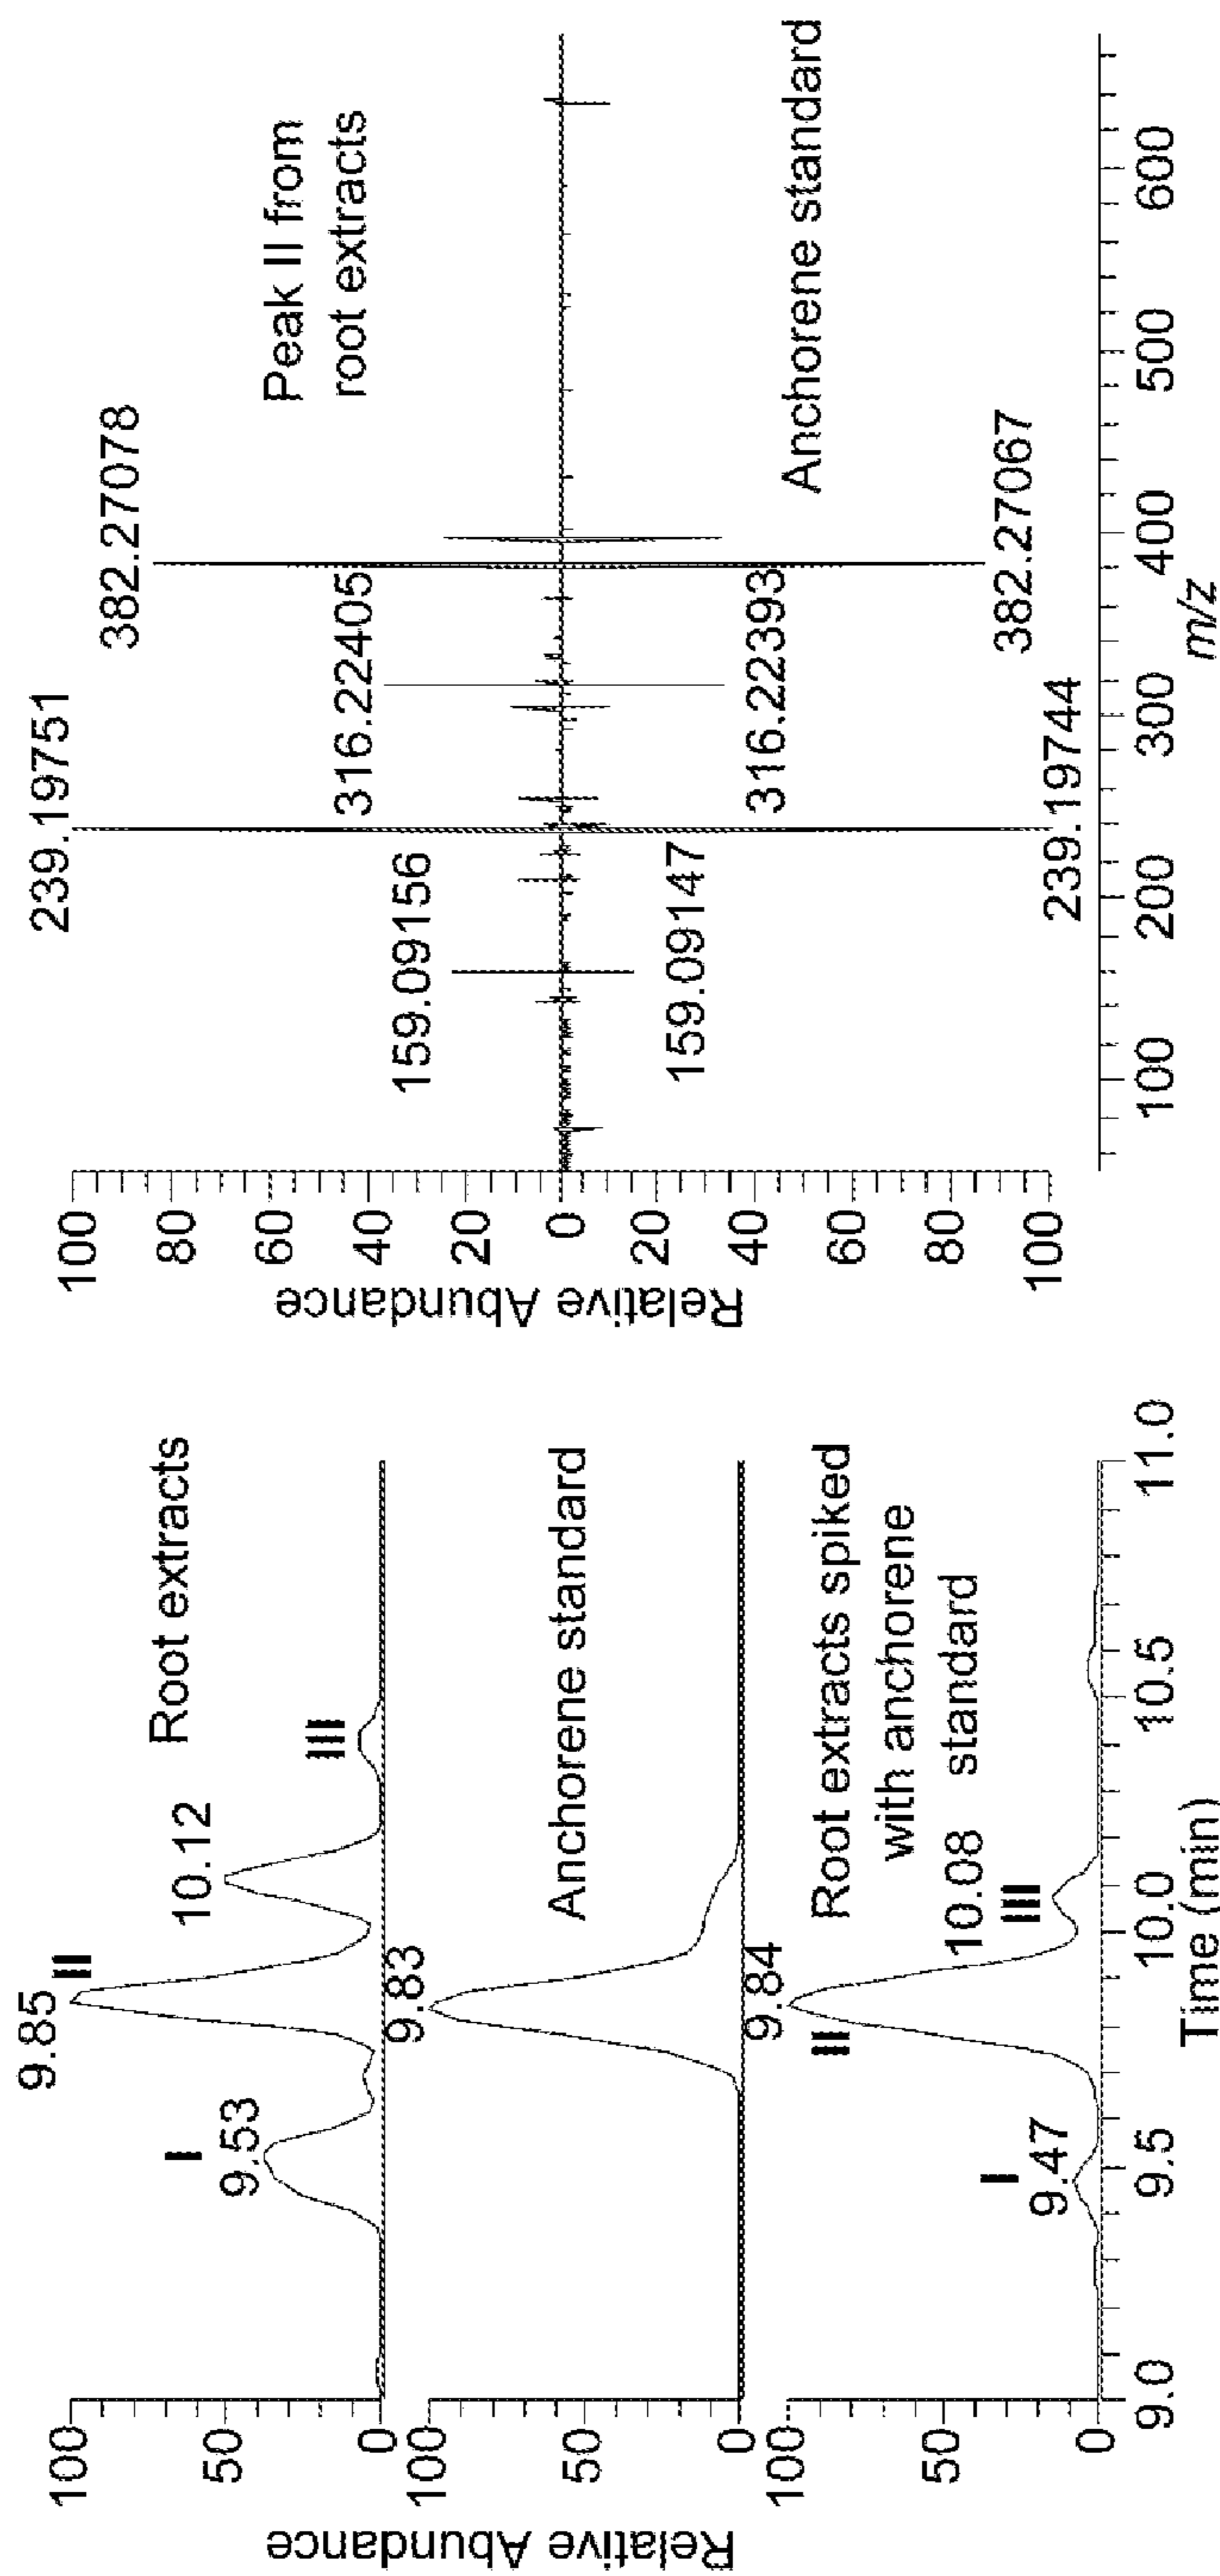 Relative Abundance
100
50
0
9.85
II
I
9.53
10.12
III
Root extracts
100
50
0
9.83
Anchorene standard
100
50
0
9.84
II
I
9.47
10.08
III
Root extracts spiked
with anchorene
standard
9.0
9.5
10.0
10.5
11.0
Time (min)
Relative Abundance
100
80
60
40
20
0
20
40
60
80
100
239.19751
382.27078
316.22405
159.09156
Peak II from
root extracts
159.09147
316.22393
239.19744
382.27067
Anchorene standard
100
200
300
400
500
600
m/z